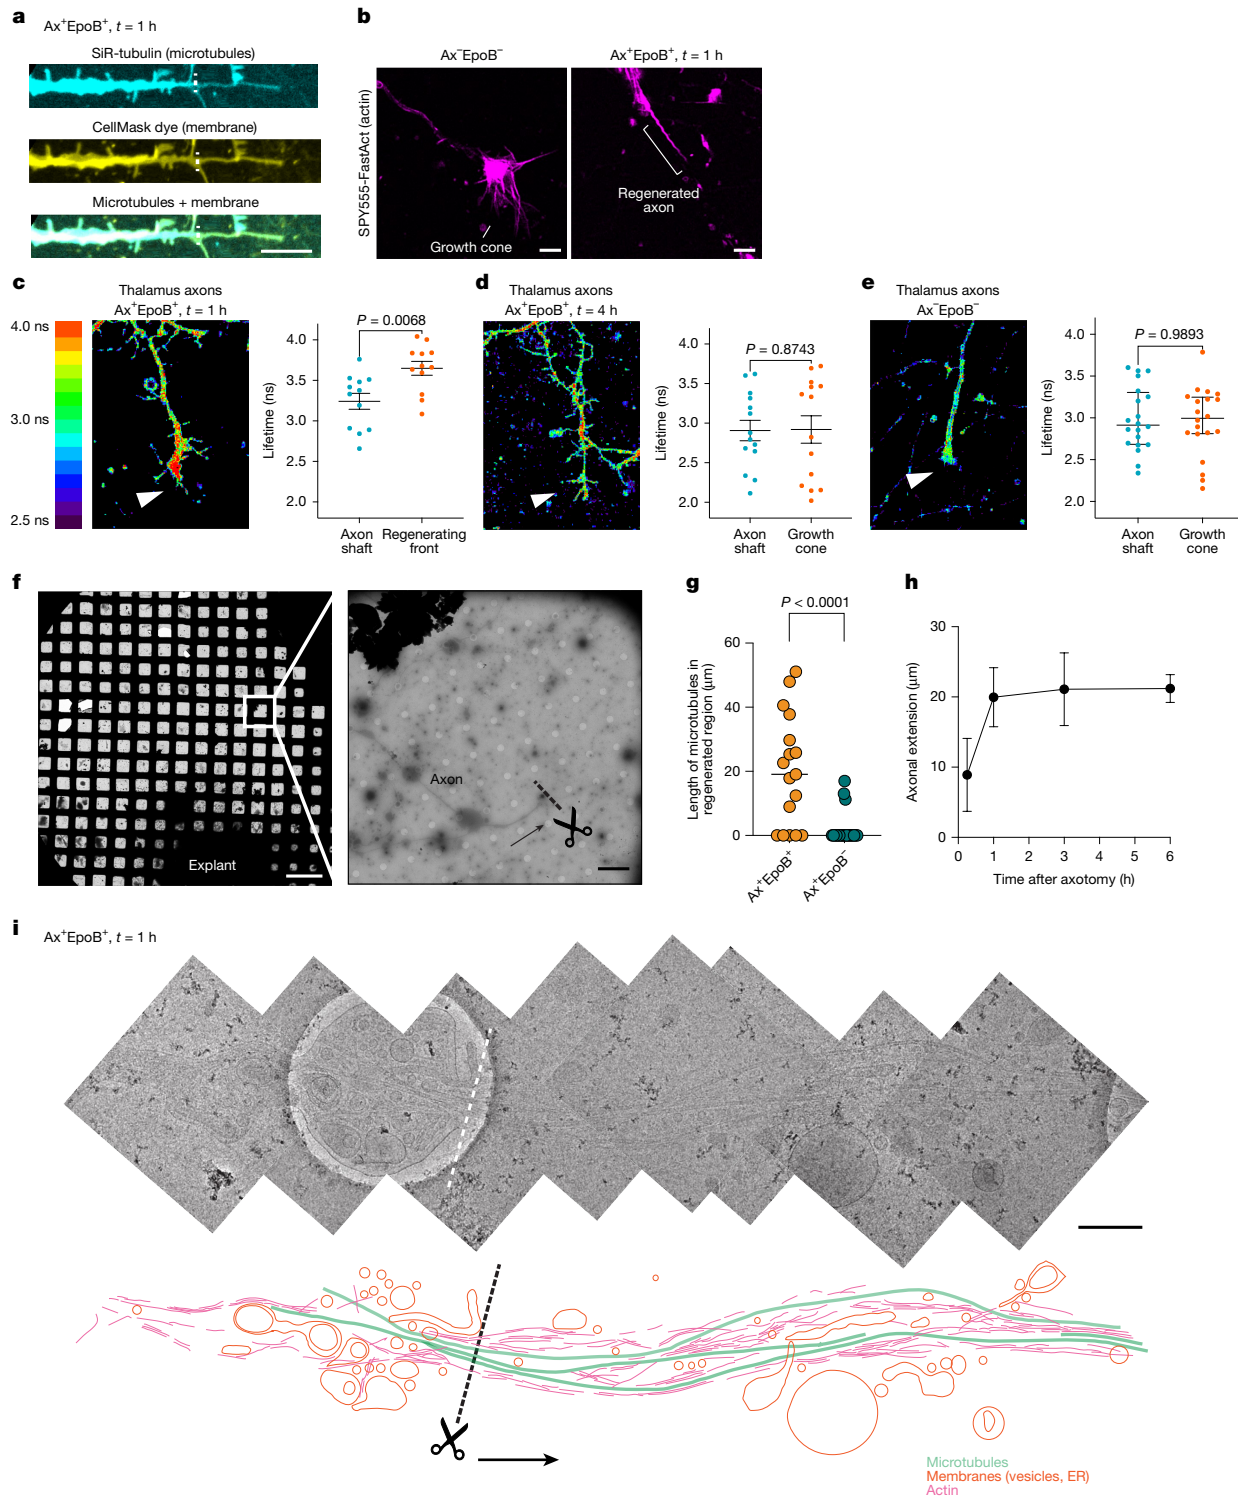 a
Ax⁺EpoB⁺, t = 1 h
SiR-tubulin (microtubules)
CellMask dye (membrane)
Microtubules + membrane
b
Ax⁻EpoB⁻
Ax⁺EpoB⁺, t = 1 h
SPY555-FastAct (actin)
Growth cone
Regenerated
axon
c
Thalamus axons
Ax⁺EpoB⁺, t = 1 h
4.0 ns
3.0 ns
2.5 ns
P = 0.0068
Lifetime (ns)
4.0
3.5
3.0
2.5
2.0
Axon
shaft
Regenerating
front
d
Thalamus axons
Ax⁺EpoB⁺, t = 4 h
P = 0.8743
Lifetime (ns)
4.0
3.5
3.0
2.5
2.0
Axon
shaft
Growth
cone
e
Thalamus axons
Ax⁻EpoB⁻
P = 0.9893
Lifetime (ns)
4.0
3.5
3.0
2.5
2.0
Axon
shaft
Growth
cone
f
Explant
Axon
g
P < 0.0001
Length of microtubules in
regenerated region (µm)
60
40
20
0
Ax⁺EpoB⁺
Ax⁺EpoB⁻
h
Axonal extension (µm)
30
20
10
0
0 1 2 3 4 5 6
Time after axotomy (h)
i
Ax⁺EpoB⁺, t = 1 h
Microtubules
Membranes (vesicles, ER)
Actin